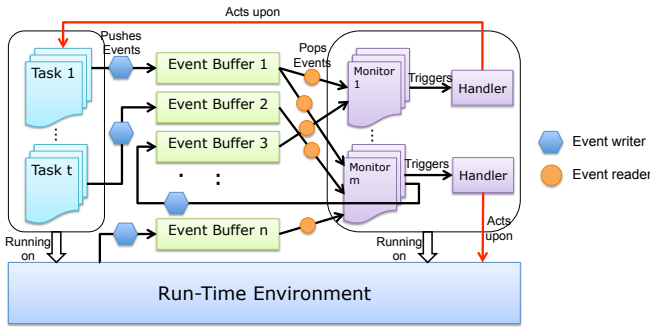 Acts upon
Pushes
Events
Pops
Events
Task 1
Event Buffer 1
Monitor
1
Triggers
Handler
Event Buffer 2
⋮
Event Buffer 3
⋮
Event writer
Task t
: :
Monitor
m
Triggers
Handler
Event reader
Event Buffer n
Running
on
Running
on
Acts
upon
Run-Time Environment